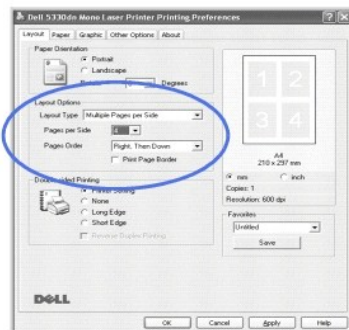 Dell 5330dn Mono Laser Printer Printing Preferences
Layout Paper Graphic Other Options About
Paper Orientation
Portrait
Landscape
Degrees
Layout Options
Layout Type Multiple Pages per Side
Pages per Side 4
Pages Order Right, Then Down
Print Page Border
Printing
None
Long Edge
Short Edge
Reverse Duplex Printing
1 2
3 4
A4
210 x 297 mm
mm inch
Copies: 1
Resolution: 600 dpi
Favorites
Untitled
Save
DELL
OK Cancel Apply Help